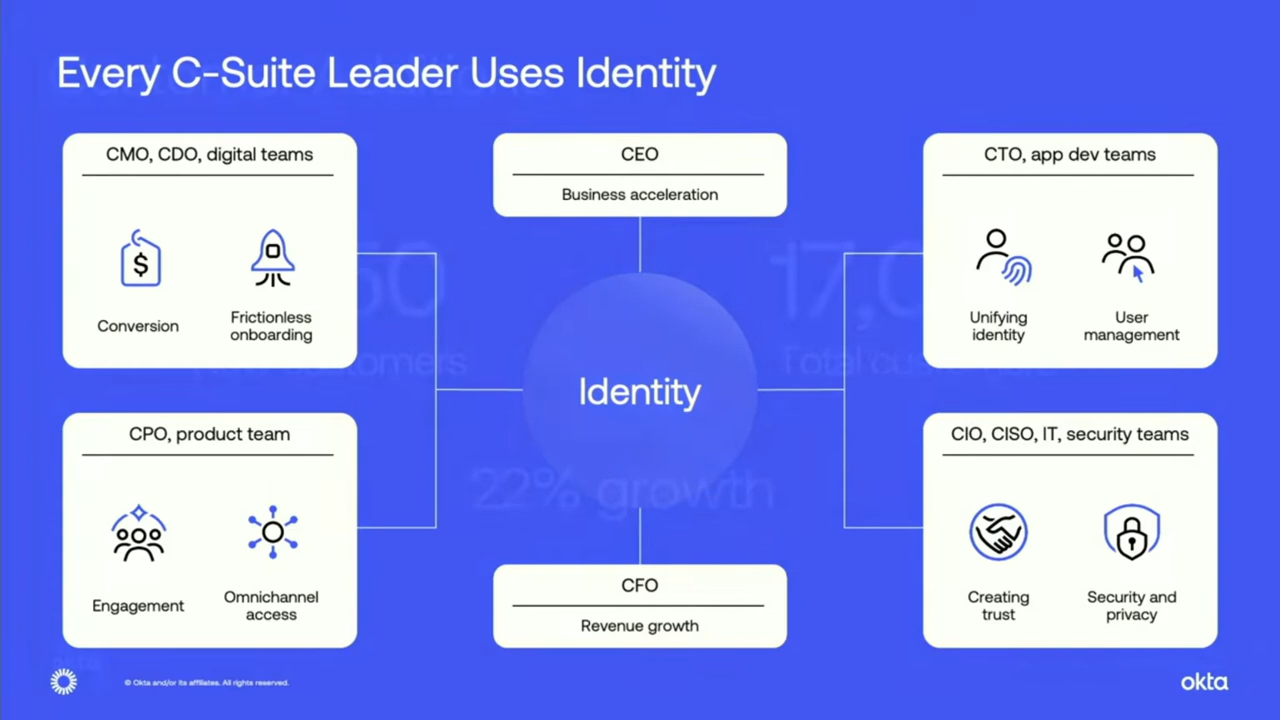 Every C-Suite Leader Uses Identity
CMO, CDO, digital teams
$
Conversion
Frictionless
onboarding
CEO
Business acceleration
CTO, app dev teams
Unifying
identity
User
management
Identity
22% growth
CPO, product team
Engagement
Omnichannel
access
CFO
Revenue growth
CIO, CISO, IT, security teams
Creating
trust
Security and
privacy
© Okta and/or its affiliates. All rights reserved.
okta